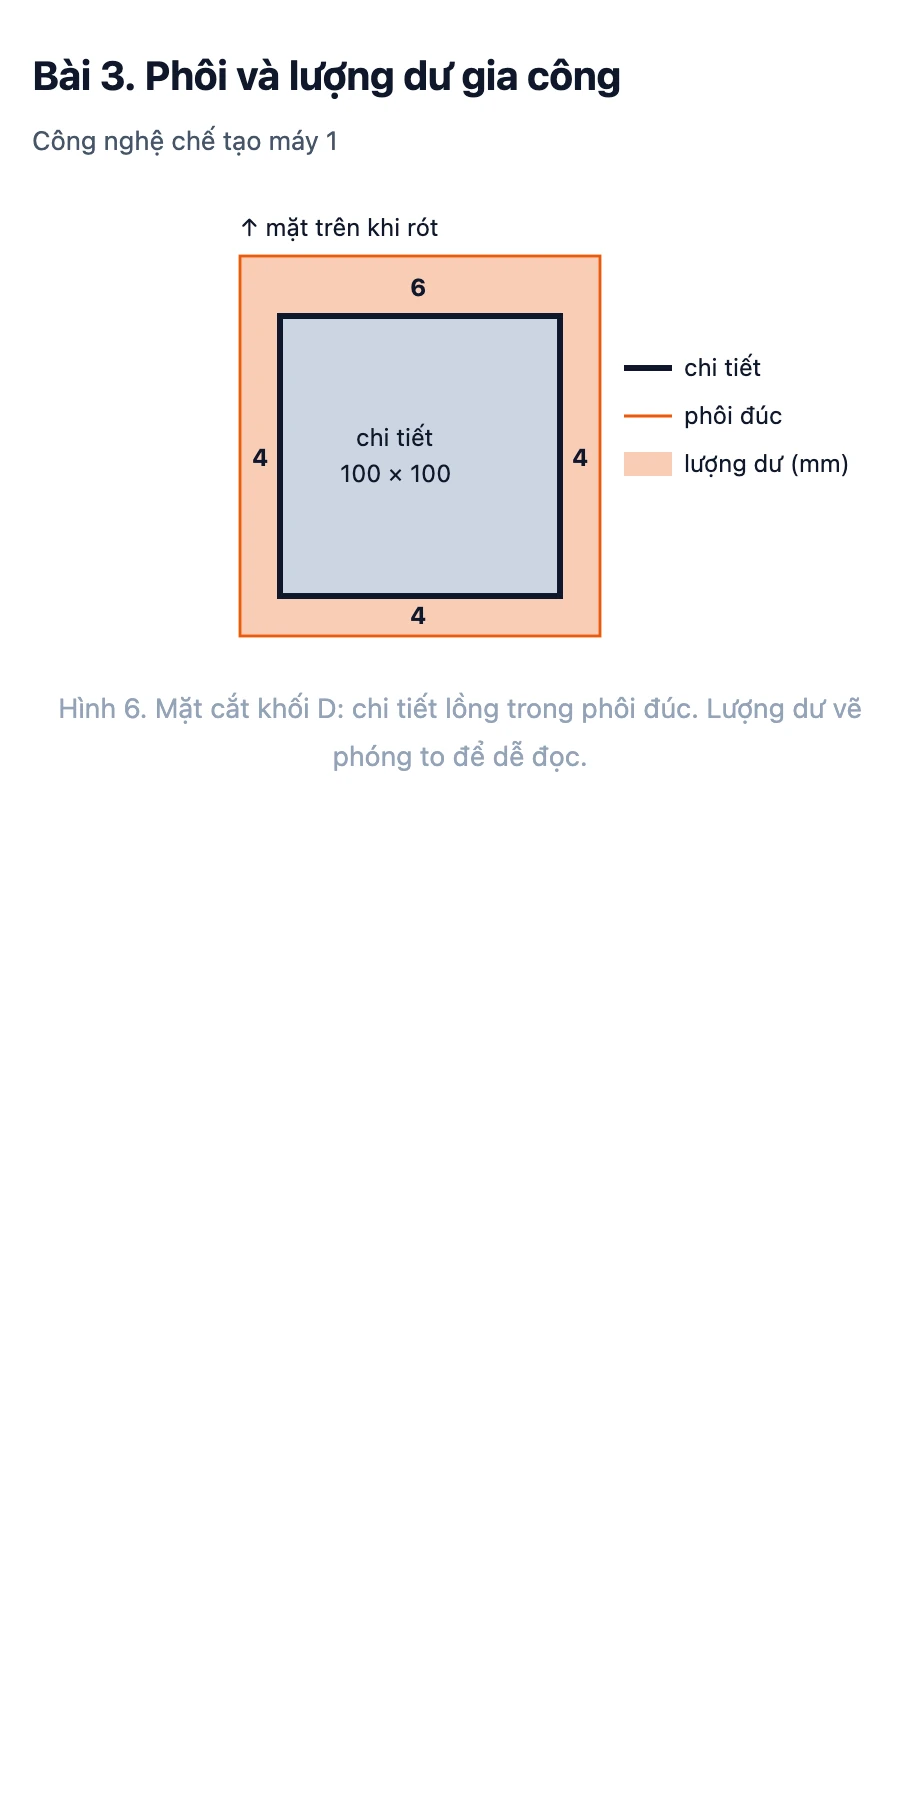 Bài 3. Phôi và lượng dư gia công
Công nghệ chế tạo máy 1
↑ mặt trên khi rót
6
chi tiết
100 × 100
4
4
4
chi tiết
phôi đúc
lượng dư (mm)
Hình 6. Mặt cắt khối D: chi tiết lồng trong phôi đúc. Lượng dư vẽ
phóng to để dễ đọc.